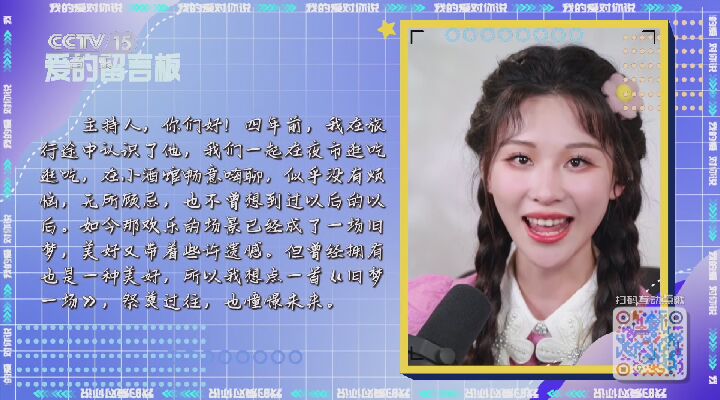 我的爱对你说
CCTV 15
爱的留言板
主持人，你们好！四年前，我在旅
行途中认识了他，我们一起在夜市逛吃
逛吃，在小酒馆畅意嗨聊，似乎没有烦
恼，无所顾忌，也不曾想到过以后的以
后。如今那欢乐的场景已经成了一场旧
梦，美好又带着些许遗憾。但曾经拥有
也是一种美好，所以我想点一首《旧梦
一场》，祭奠过往，也憧憬未来。
扫码互动点歌